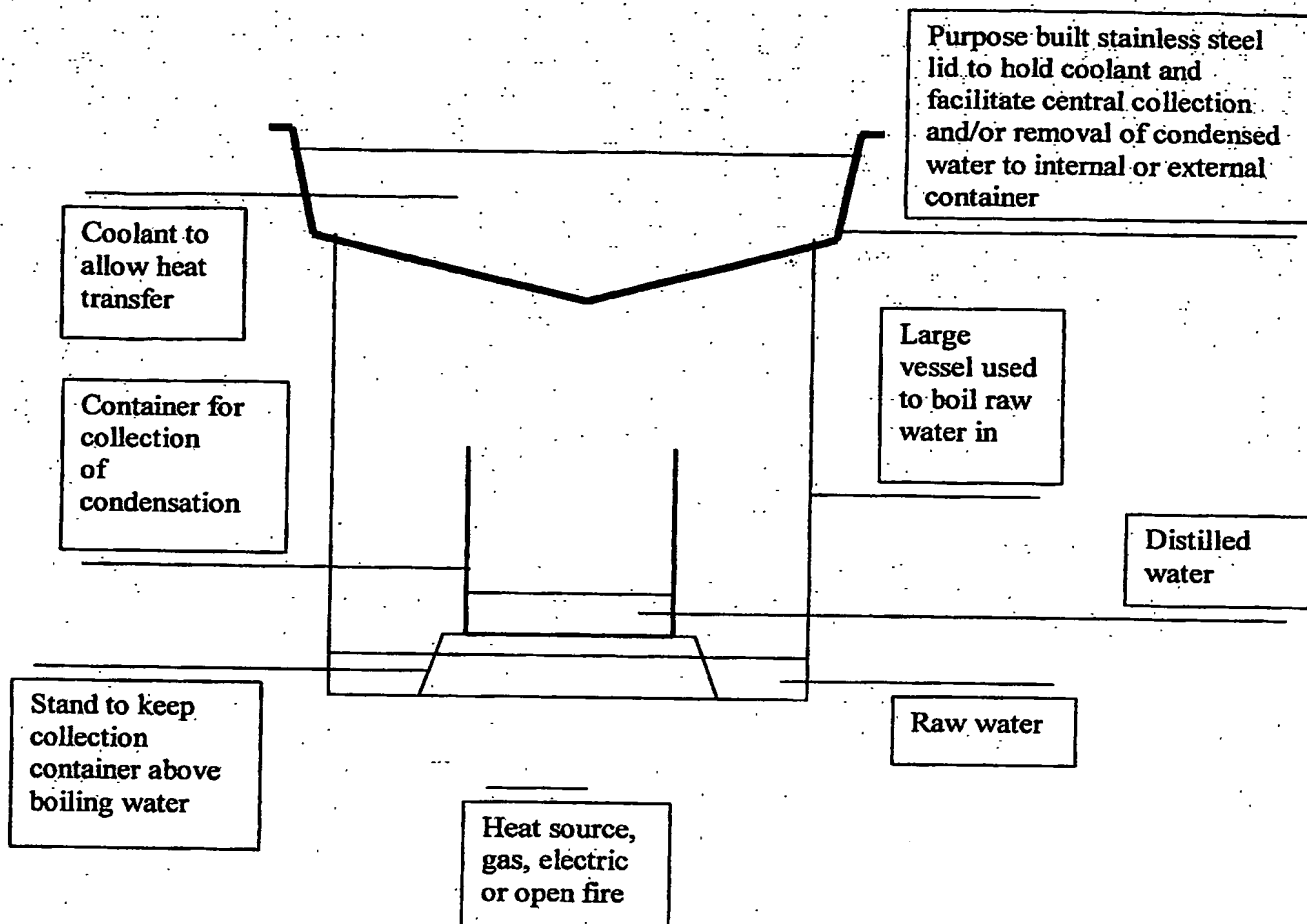 Purpose built stainless steel
lid to hold coolant and
facilitate central collection
and/or removal of condensed
water to internal or external
container
Coolant to
allow heat
transfer
Large
vessel used
to boil raw
water in
Container for
collection
of
condensation
Distilled
water
Stand to keep
collection
container above
boiling water
Raw water
Heat source,
gas, electric
or open fire